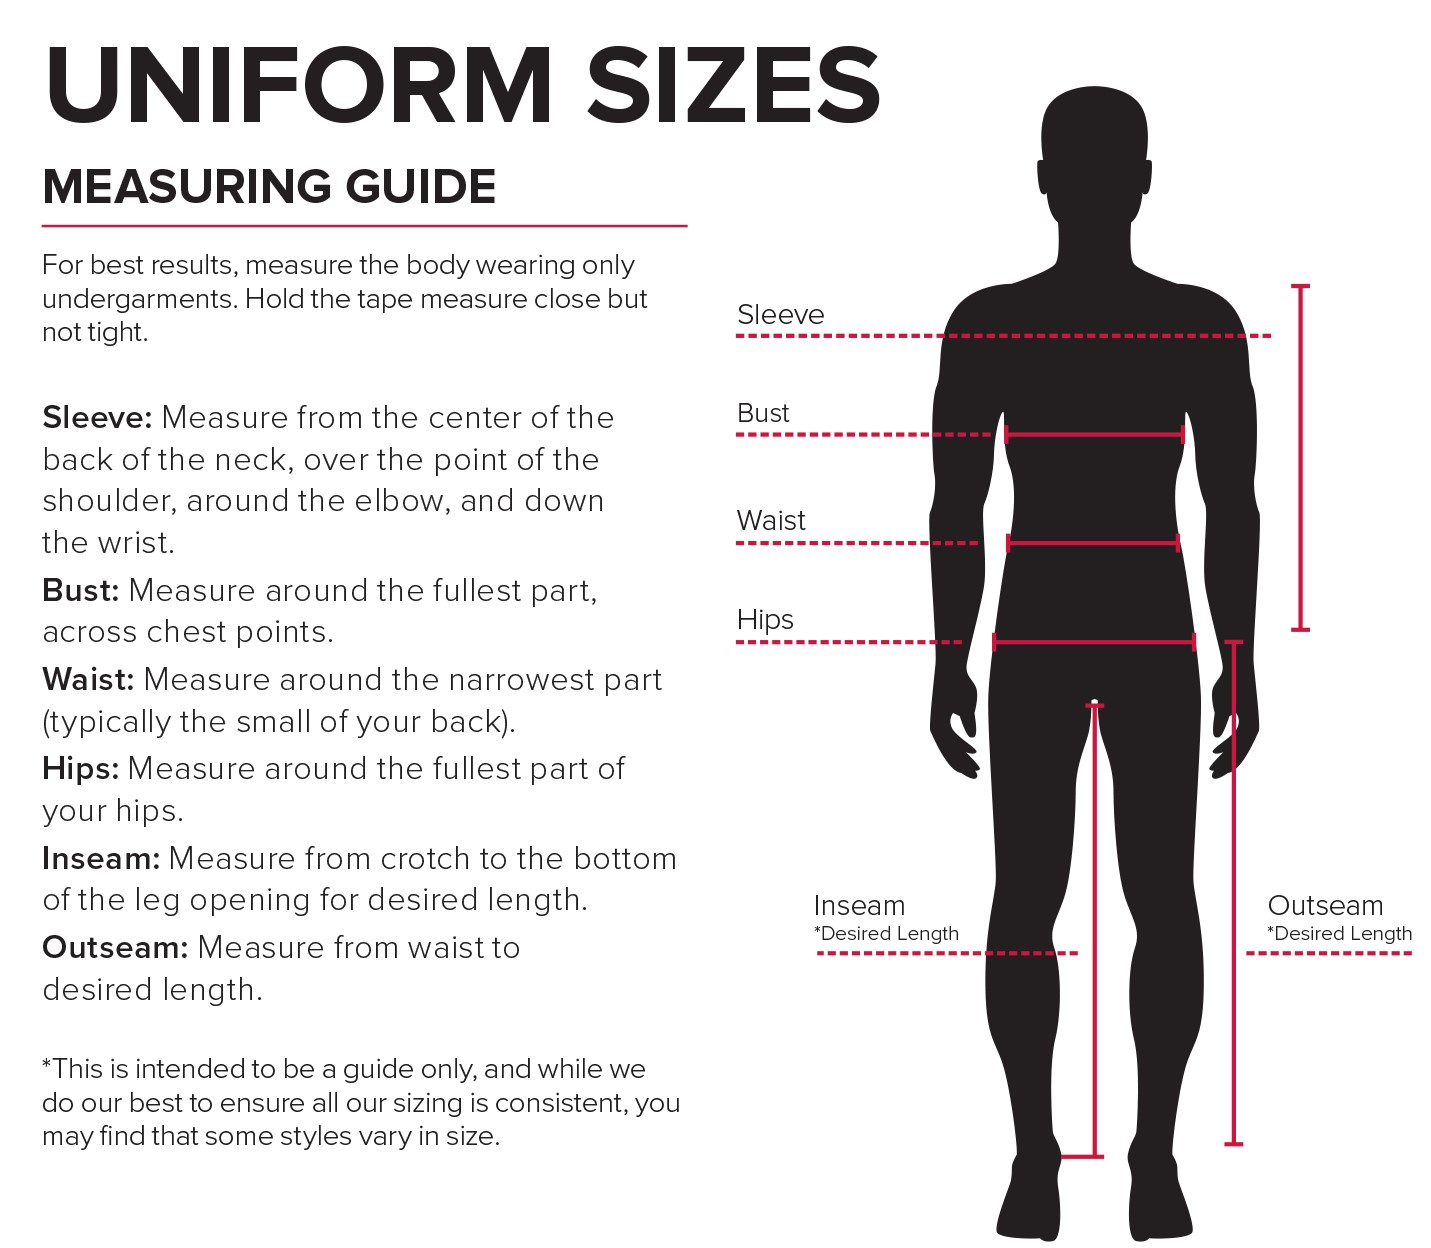 UNIFORM SIZES
MEASURING GUIDE
For best results, measure the body wearing only
undergarments. Hold the tape measure close but
not tight.
Sleeve: Measure from the center of the
back of the neck, over the point of the
shoulder, around the elbow, and down
the wrist.
Bust: Measure around the fullest part,
across chest points.
Waist: Measure around the narrowest part
(typically the small of your back).
Hips: Measure around the fullest part of
your hips.
Inseam: Measure from crotch to the bottom
of the leg opening for desired length.
Outseam: Measure from waist to
desired length.
*This is intended to be a guide only, and while we
do our best to ensure all our sizing is consistent, you
may find that some styles vary in size.
Sleeve
Bust
Waist
Hips
Inseam
*Desired Length
Outseam
*Desired Length